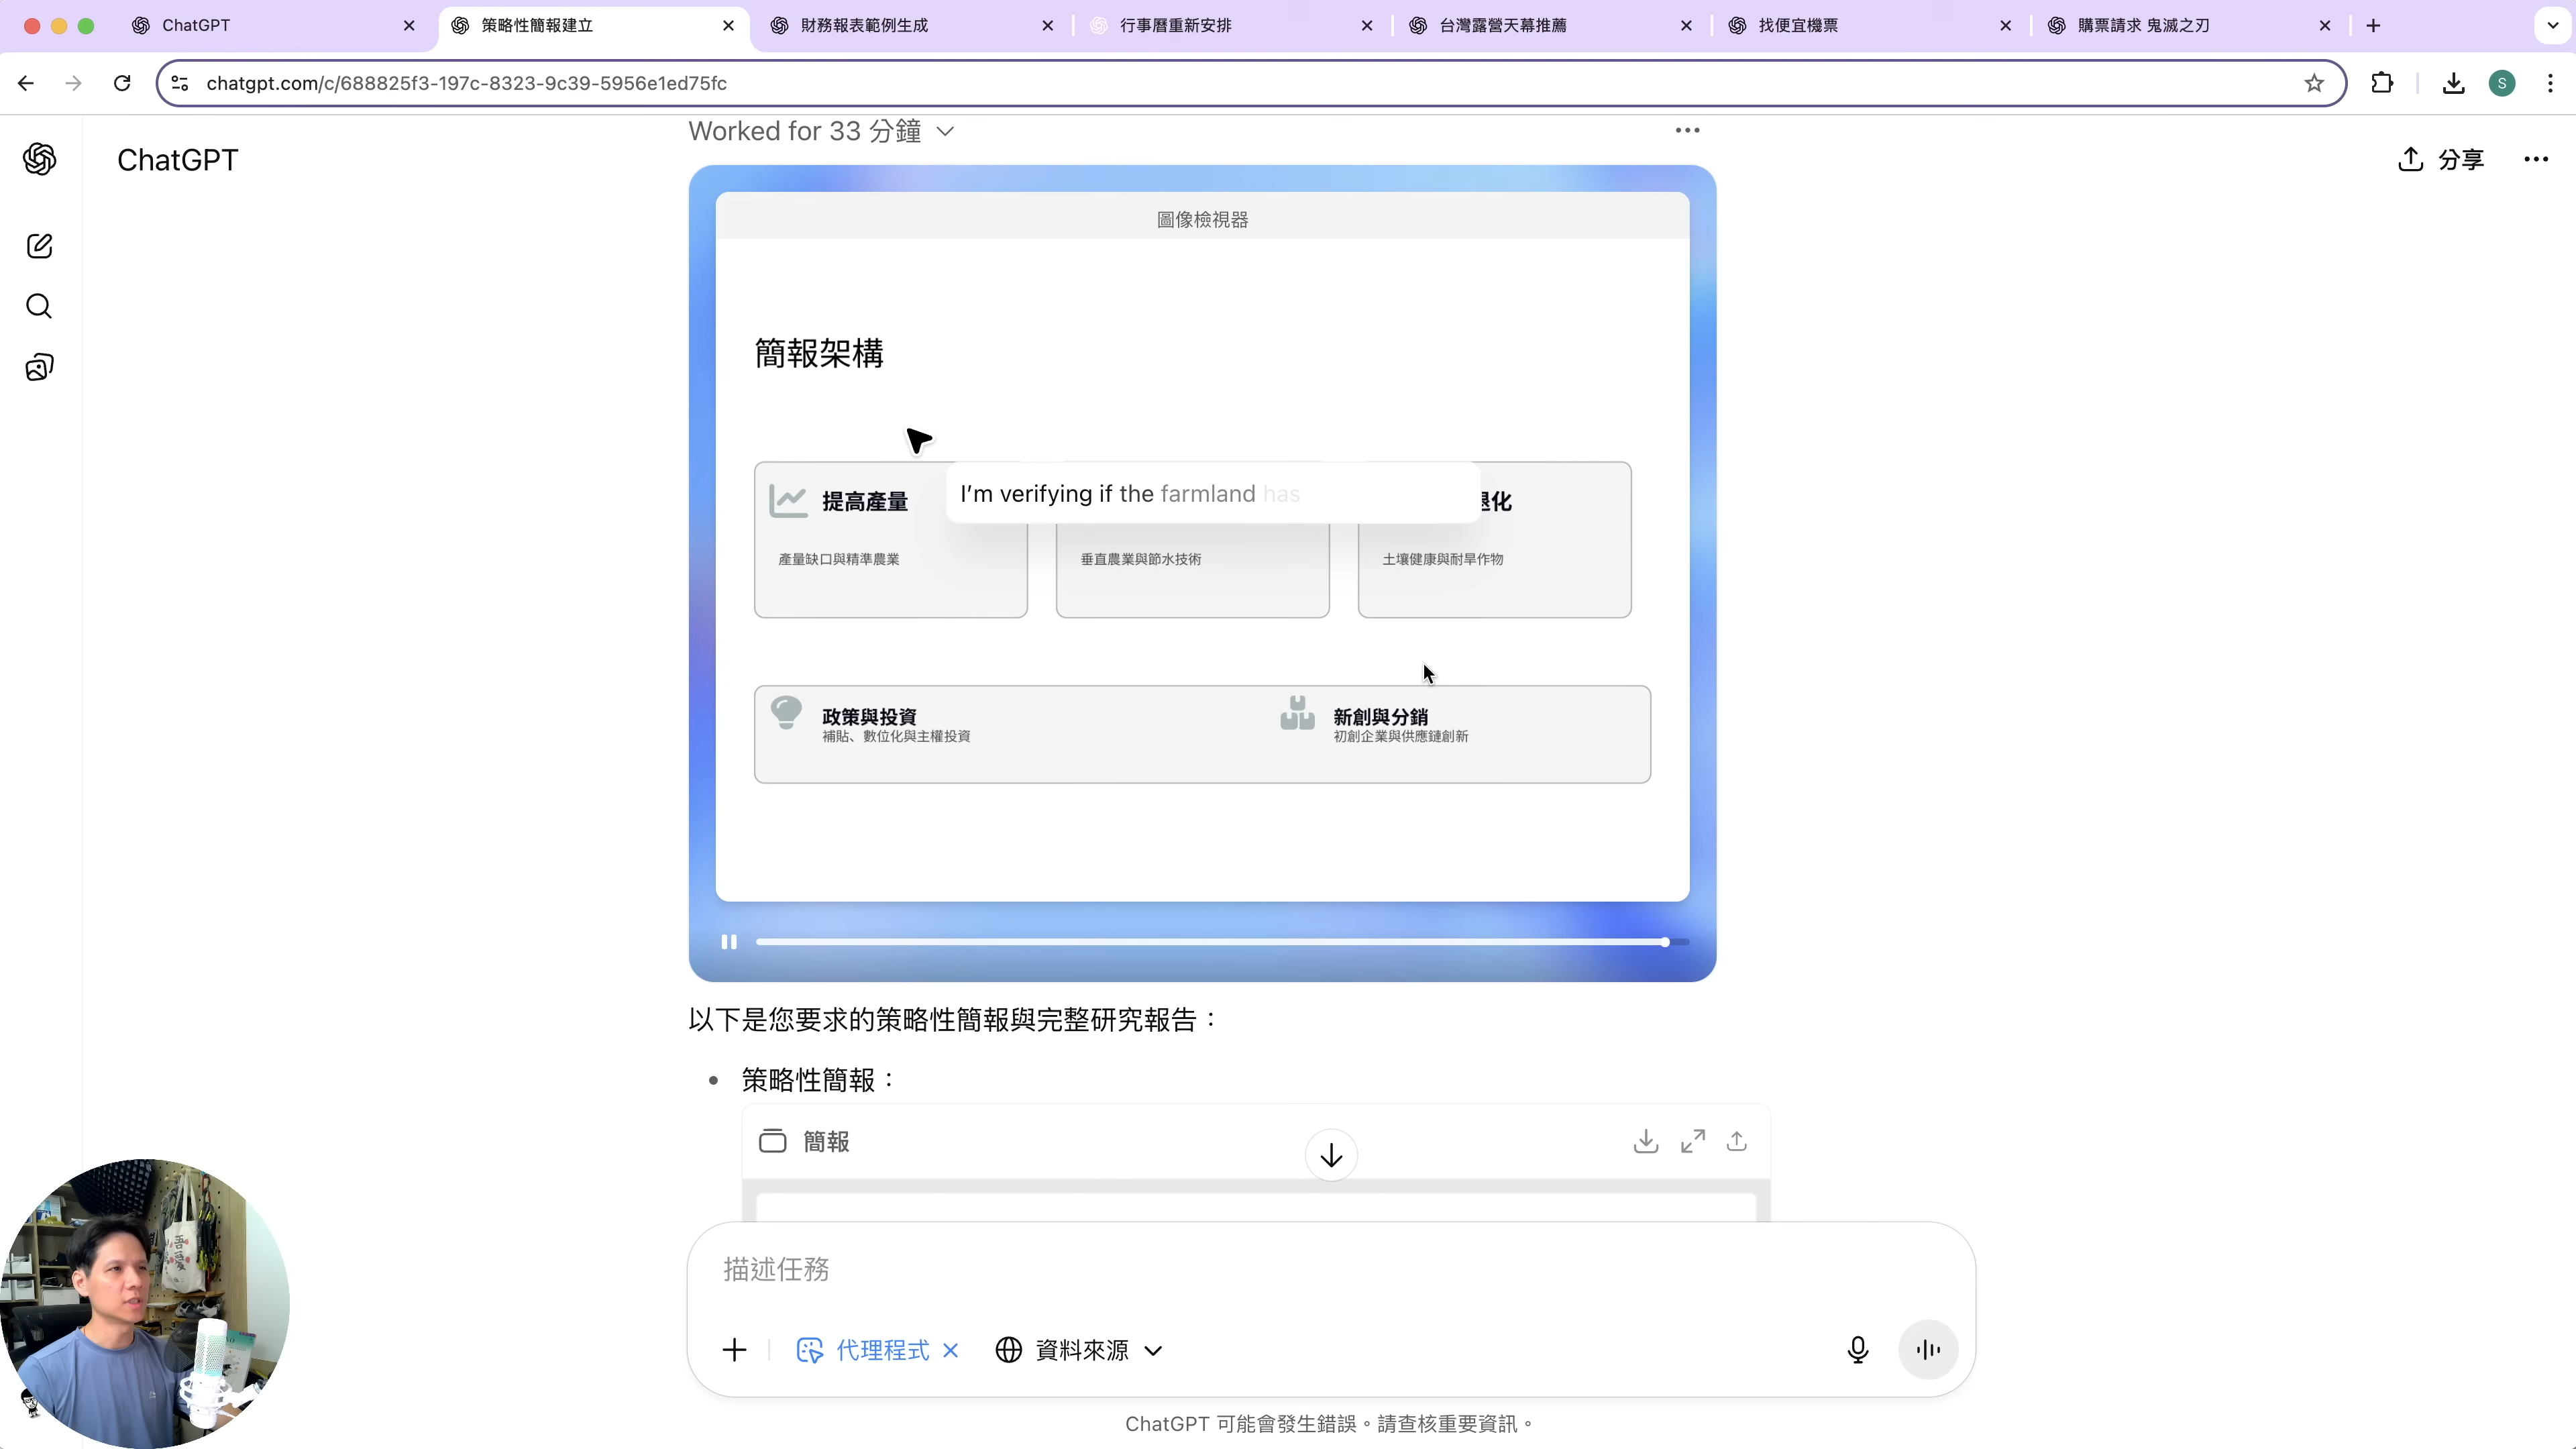 ChatGPT
策略性簡報建立
財務報表範例生成
行事曆重新安排
台灣露營天幕推薦
找便宜機票
購票請求 鬼滅之刃
chatgpt.com/c/688825f3-197c-8323-9c39-5956e1ed75fc
S
ChatGPT
分享
Worked for 33 分鐘
圖像檢視器
簡報架構
提高產量
I’m verifying if the farmland has
退化
產量缺口與精準農業
垂直農業與節水技術
土壤健康與耐旱作物
政策與投資
補貼、數位化與主權投資
新創與分銷
初創企業與供應鏈創新
以下是您要求的策略性簡報與完整研究報告：
策略性簡報：
簡報
描述任務
代理程式
資料來源
ChatGPT 可能會發生錯誤。請查核重要資訊。